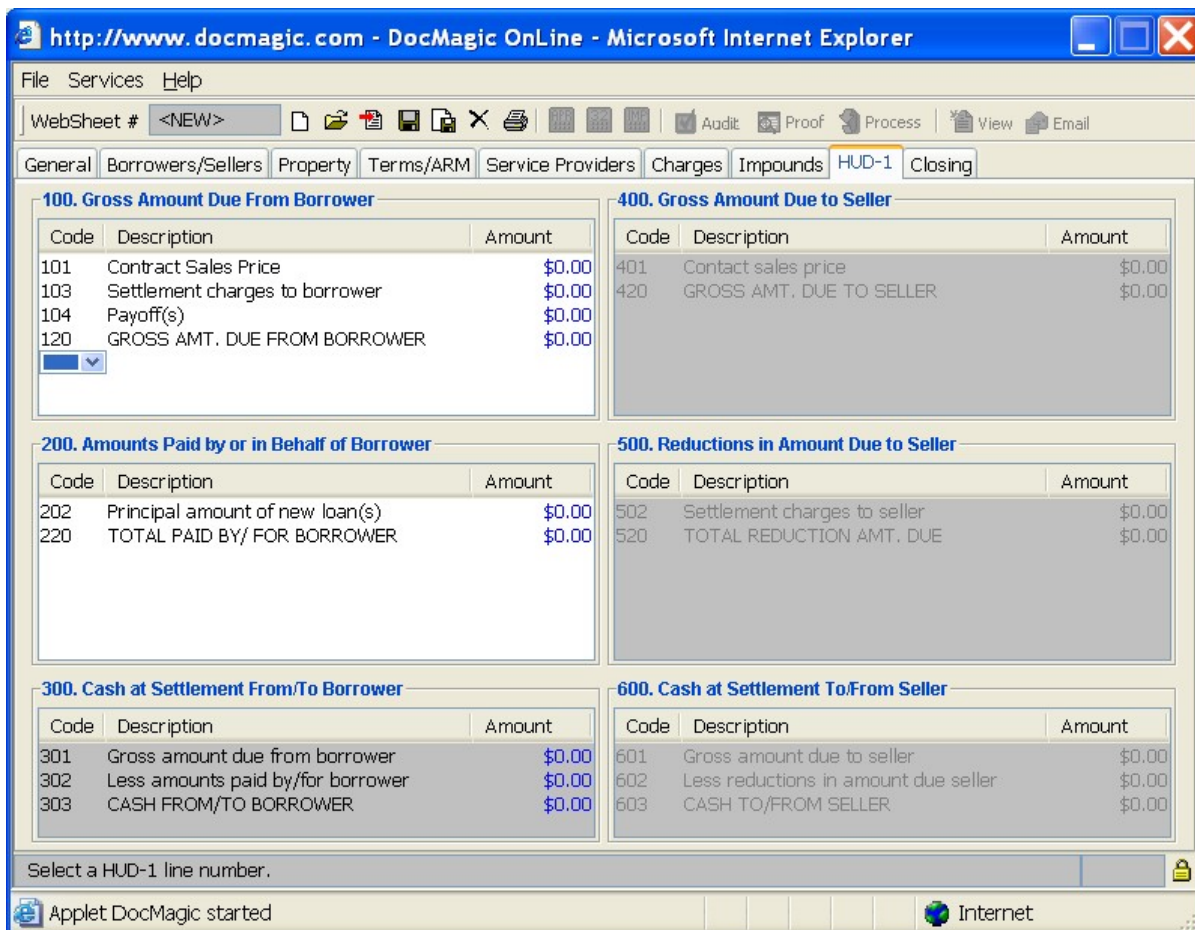 http://www.docmagic.com - DocMagic OnLine - Microsoft Internet Explorer
File Services Help
WebSheet # <NEW> Audit Proof Process View Email
General Borrowers/Sellers Property Terms/ARM Service Providers Charges Impounds HUD-1 Closing
100. Gross Amount Due From Borrower
Code Description Amount
101 Contract Sales Price $0.00
103 Settlement charges to borrower $0.00
104 Payoff(s) $0.00
120 GROSS AMT. DUE FROM BORROWER $0.00
400. Gross Amount Due to Seller
Code Description Amount
401 Contact sales price $0.00
420 GROSS AMT. DUE TO SELLER $0.00
200. Amounts Paid by or in Behalf of Borrower
Code Description Amount
202 Principal amount of new loan(s) $0.00
220 TOTAL PAID BY/ FOR BORROWER $0.00
500. Reductions in Amount Due to Seller
Code Description Amount
502 Settlement charges to seller $0.00
520 TOTAL REDUCTION AMT. DUE $0.00
300. Cash at Settlement From/To Borrower
Code Description Amount
301 Gross amount due from borrower $0.00
302 Less amounts paid by/for borrower $0.00
303 CASH FROM/TO BORROWER $0.00
600. Cash at Settlement To/From Seller
Code Description Amount
601 Gross amount due to seller $0.00
602 Less reductions in amount due seller $0.00
603 CASH TO/FROM SELLER $0.00
Select a HUD-1 line number.
Applet DocMagic started Internet